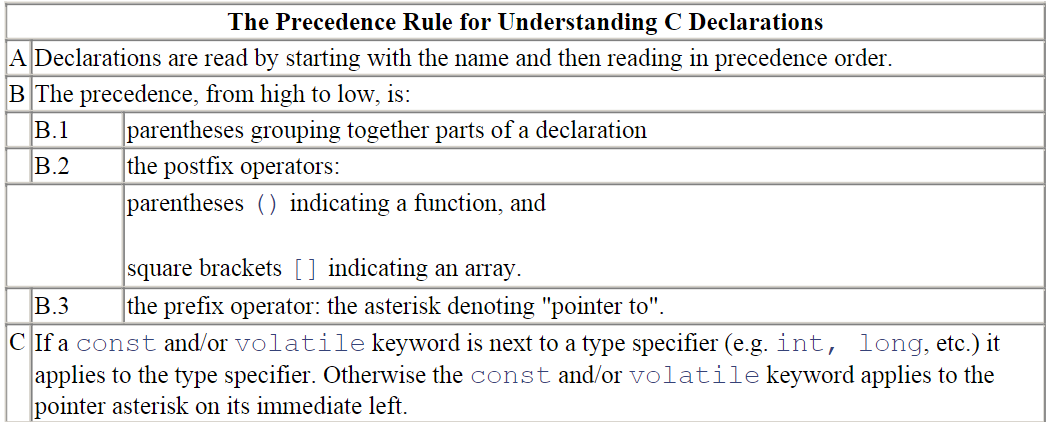 The Precedence Rule for Understanding C Declarations
A Declarations are read by starting with the name and then reading in precedence order.
B The precedence, from high to low, is:
B.1 parentheses grouping together parts of a declaration
B.2 the postfix operators:
parentheses () indicating a function, and
square brackets [] indicating an array.
B.3 the prefix operator: the asterisk denoting "pointer to".
C If a const and/or volatile keyword is next to a type specifier (e.g. int, long, etc.) it
applies to the type specifier. Otherwise the const and/or volatile keyword applies to the
pointer asterisk on its immediate left.